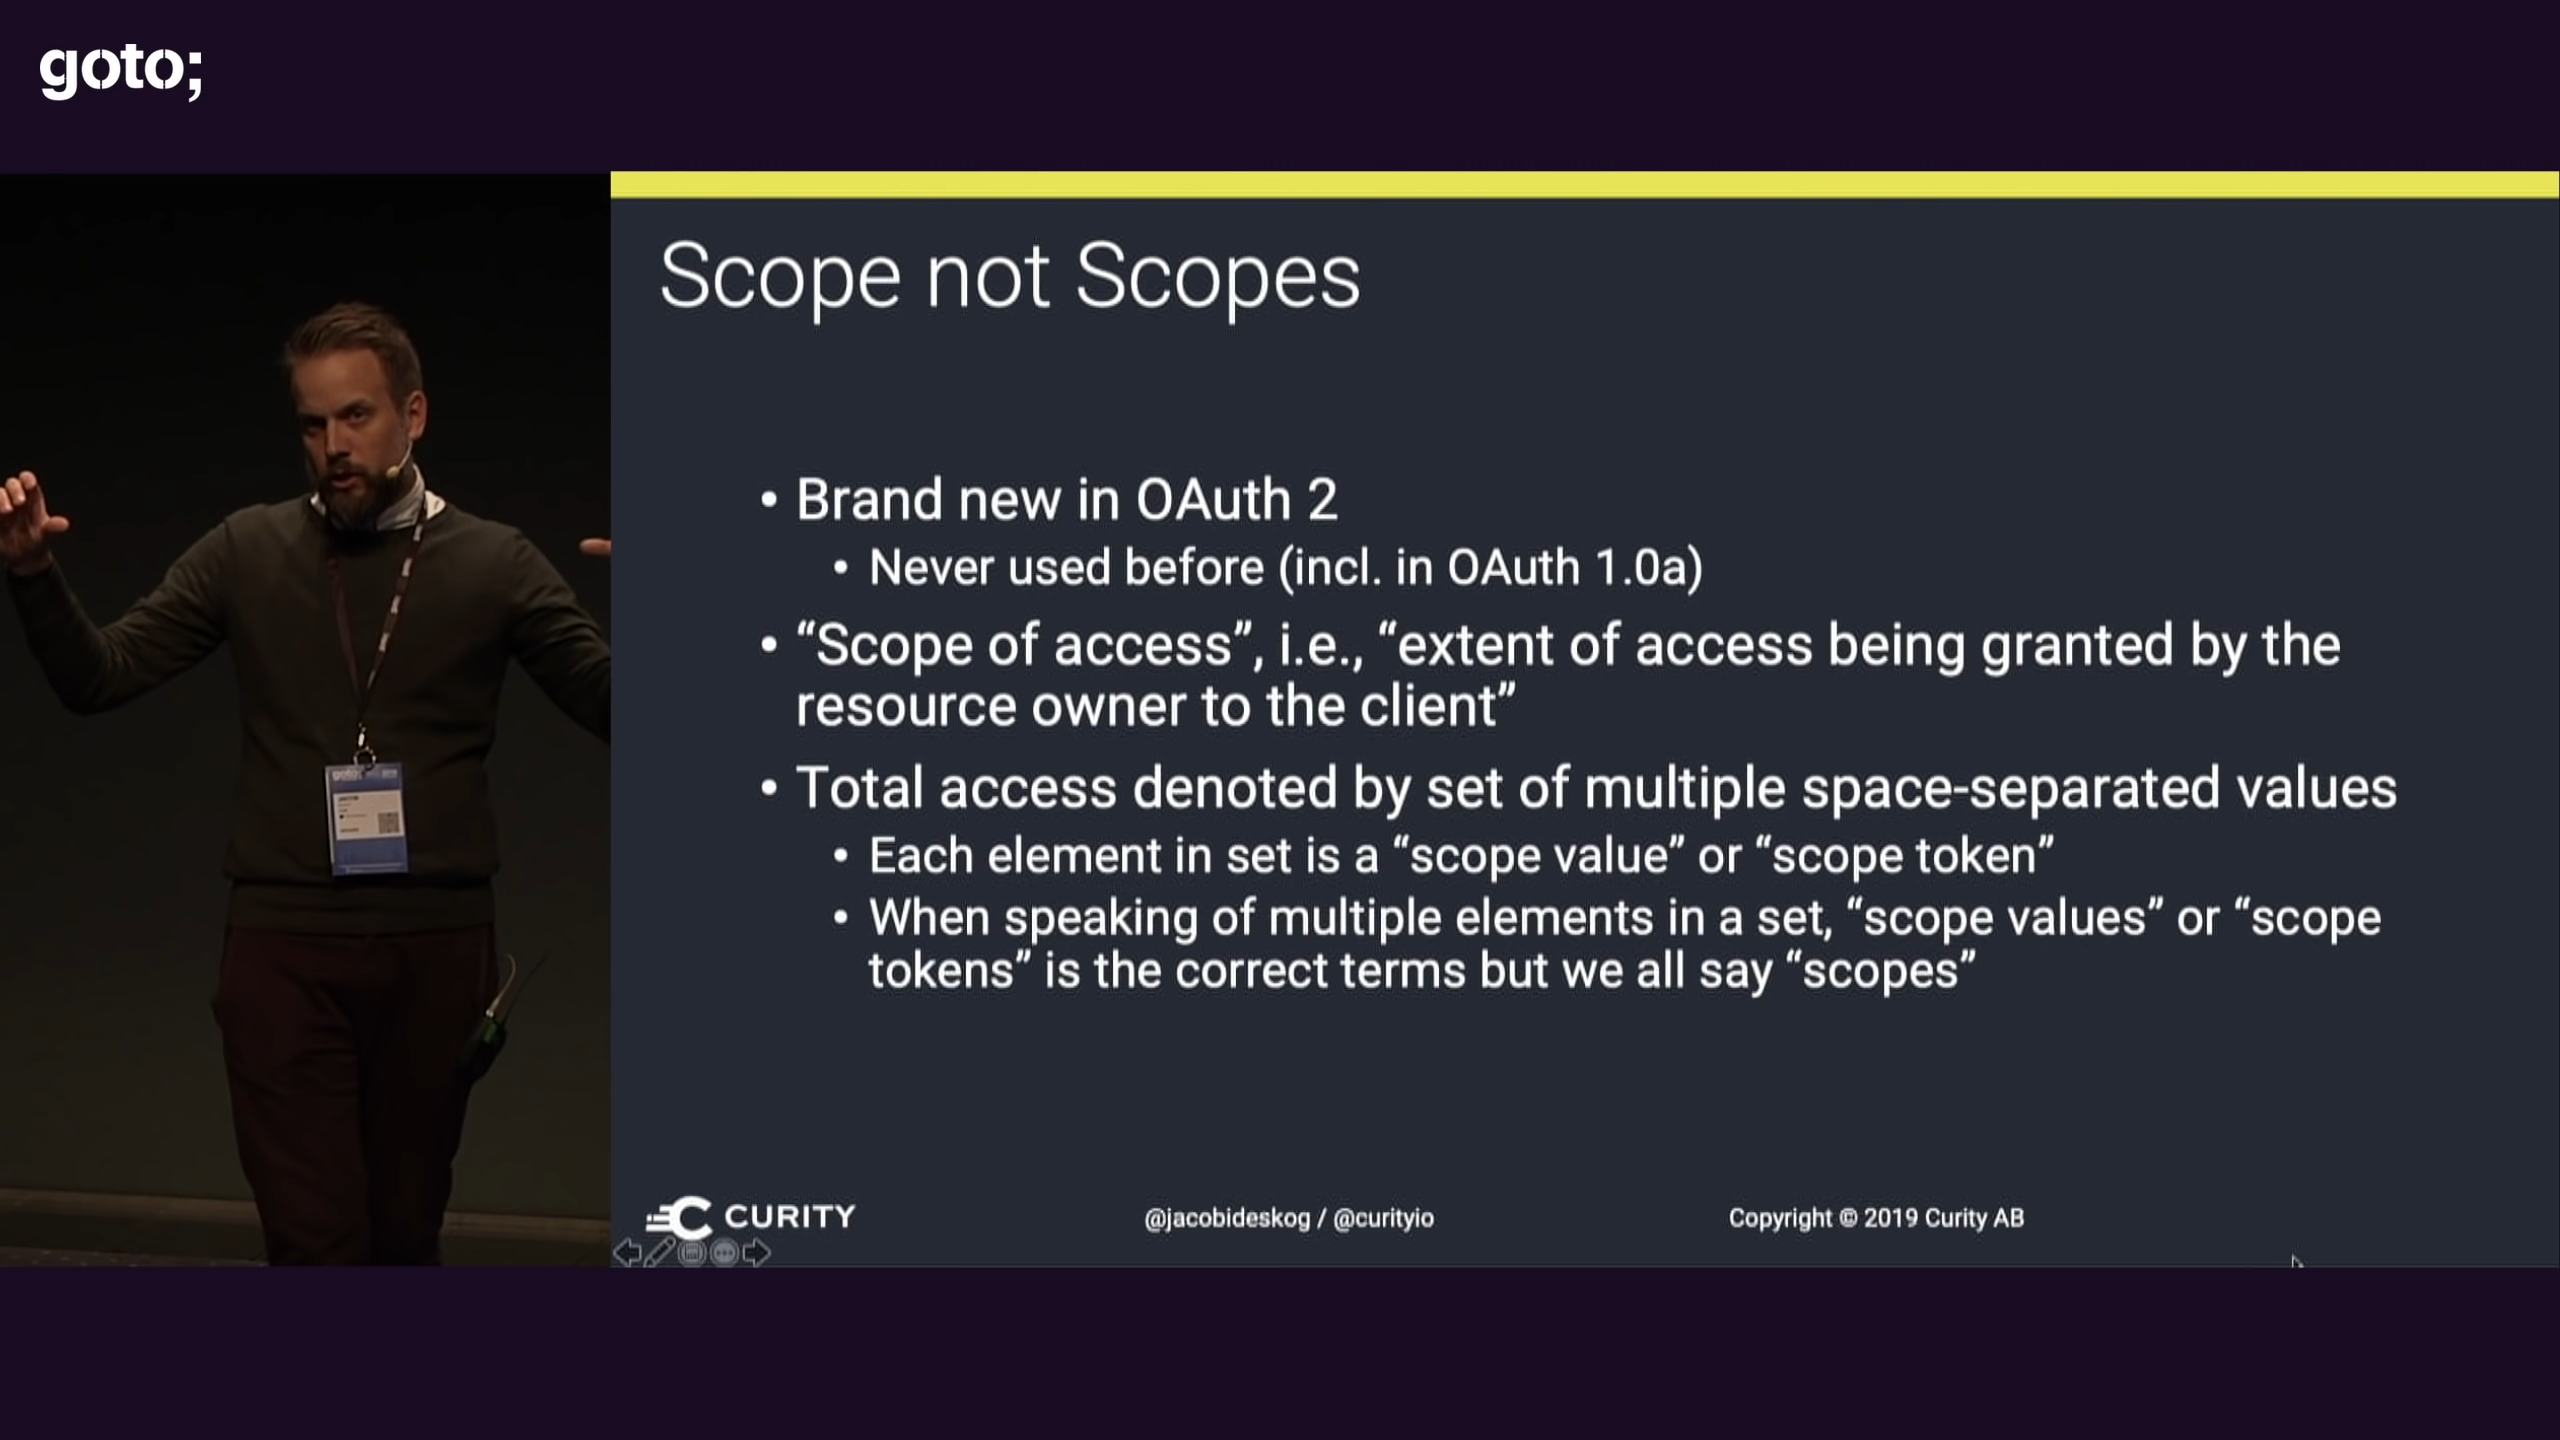 goto;
Scope not Scopes
• Brand new in OAuth 2
• Never used before (incl. in OAuth 1.0a)
• “Scope of access”, i.e., “extent of access being granted by the
resource owner to the client”
• Total access denoted by set of multiple space-separated values
• Each element in set is a “scope value” or “scope token”
• When speaking of multiple elements in a set, “scope values” or “scope
tokens” is the correct terms but we all say “scopes”
CURITY
@jacobideskog / @curityio
Copyright © 2019 Curity AB
goto;